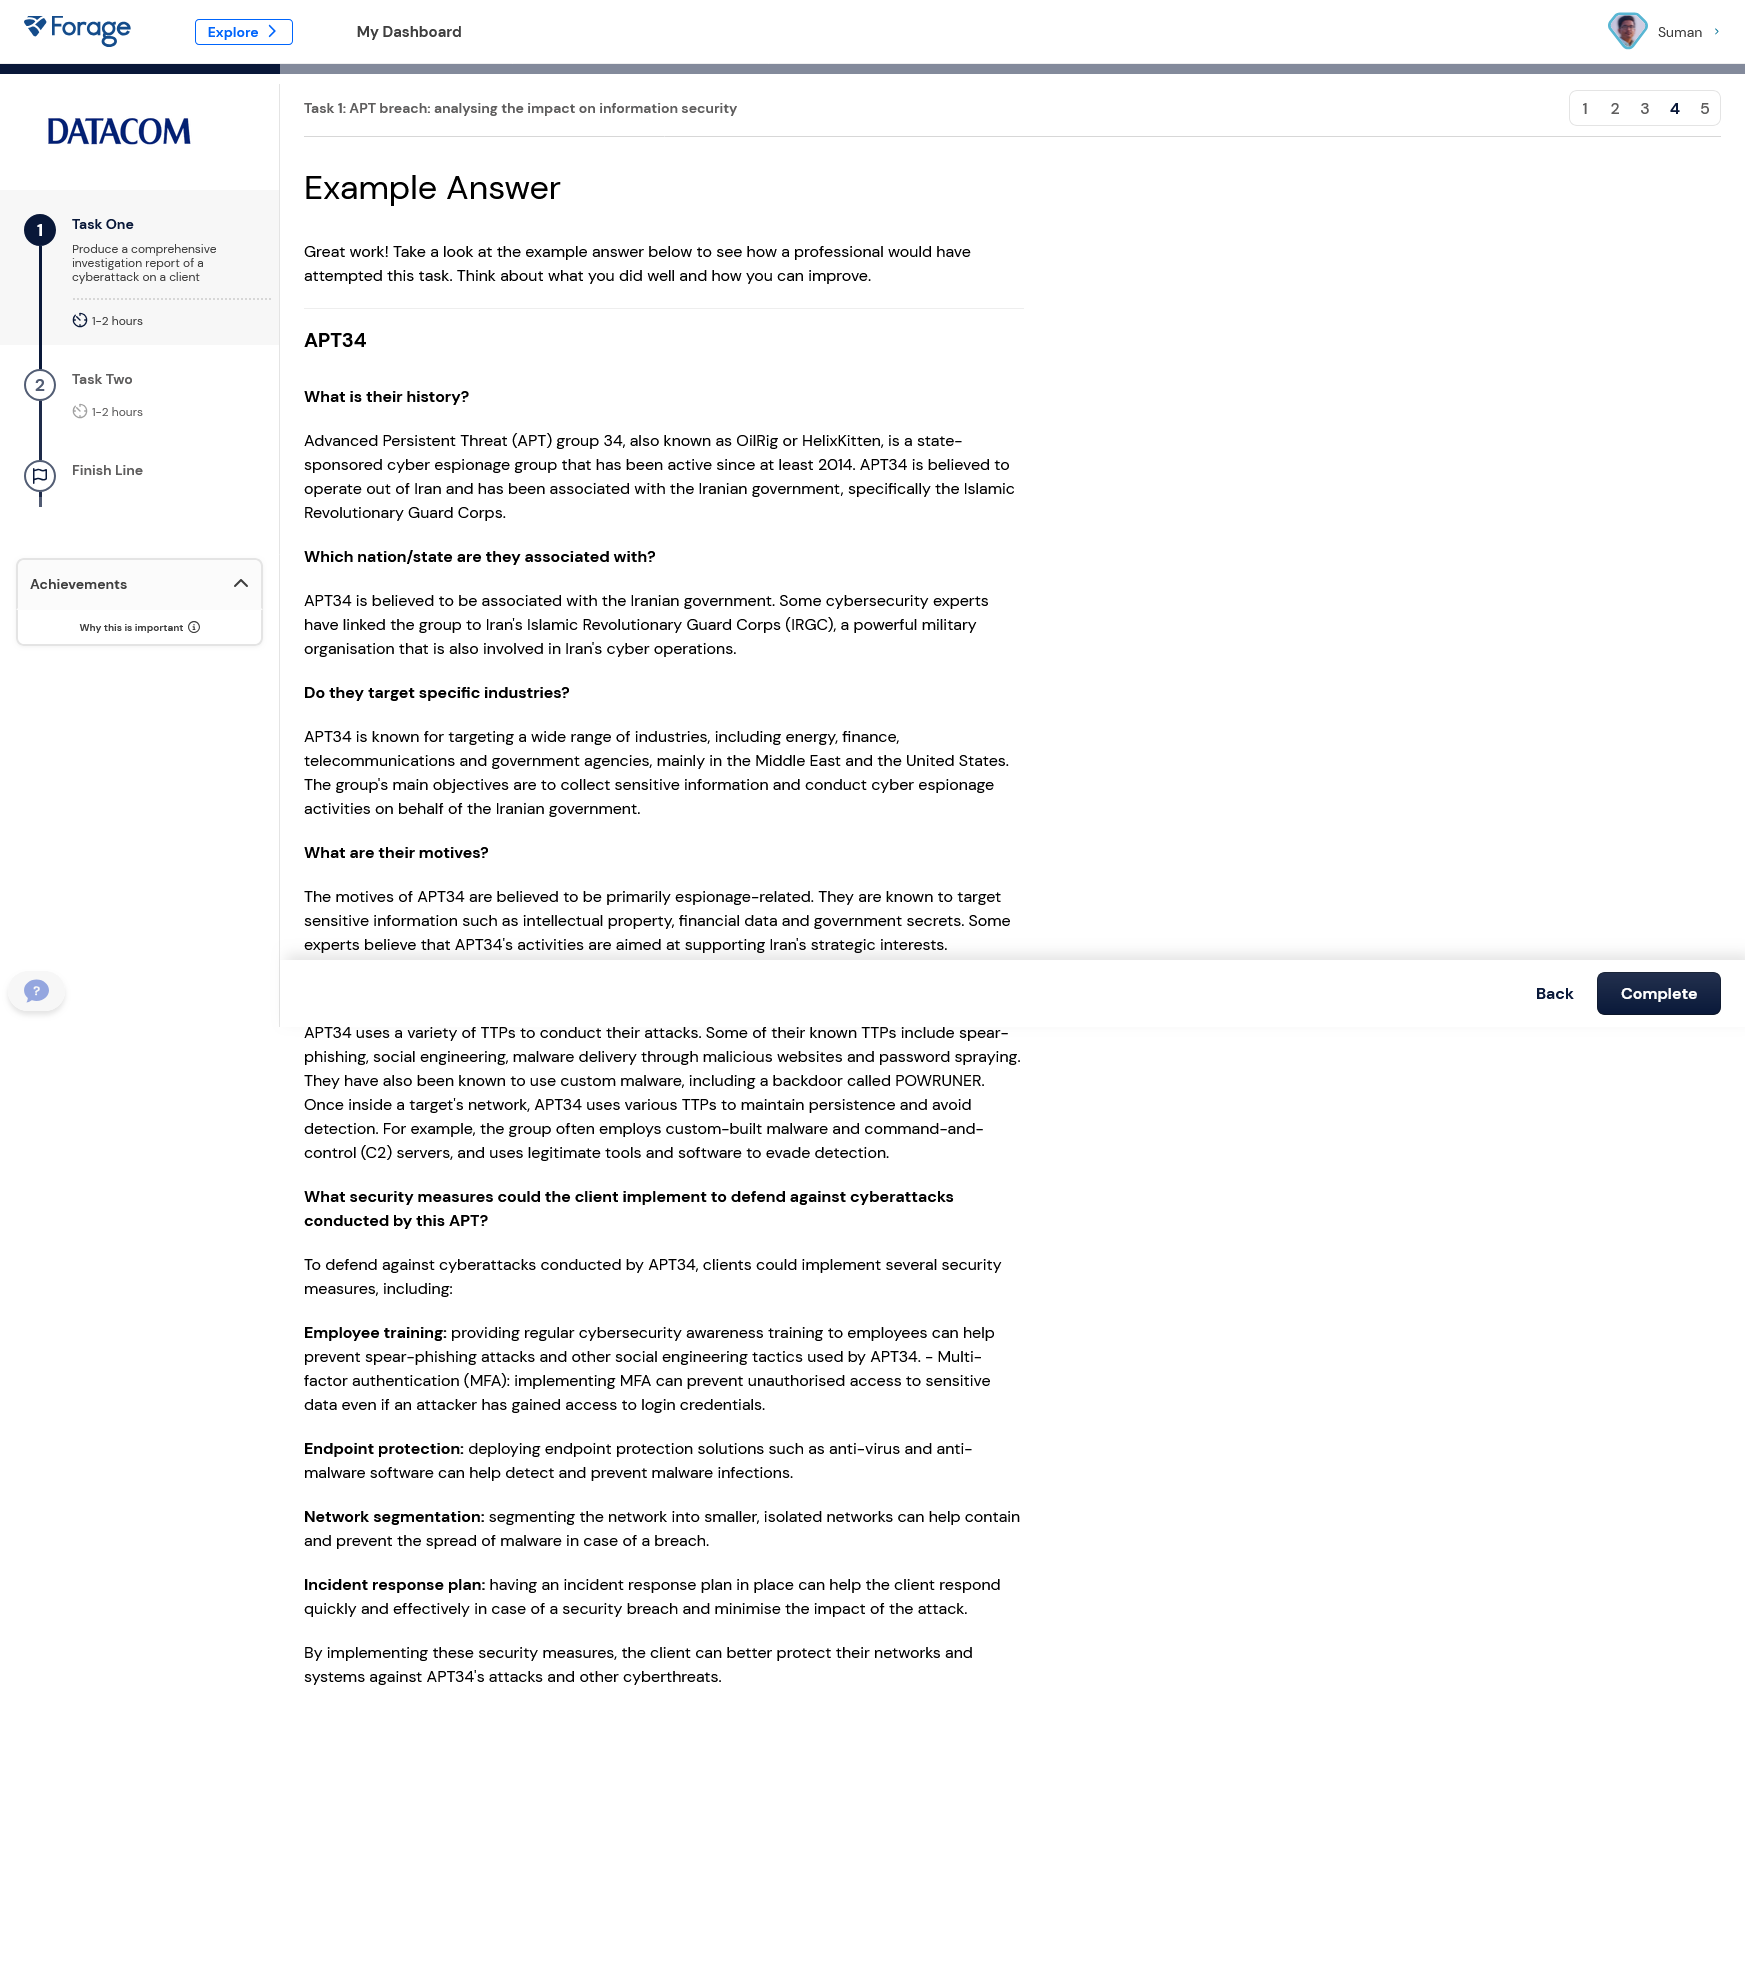 Forage
Explore
My Dashboard
Suman
DATACOM
1
Task One
Produce a comprehensive
investigation report of a
cyberattack on a client
1-2 hours
2
Task Two
1-2 hours
Finish Line
Achievements
Why this is important
?
Task 1: APT breach: analysing the impact on information security
1 2 3 4 5
Example Answer
Great work! Take a look at the example answer below to see how a professional would have
attempted this task. Think about what you did well and how you can improve.
APT34
What is their history?
Advanced Persistent Threat (APT) group 34, also known as OilRig or HelixKitten, is a state-
sponsored cyber espionage group that has been active since at least 2014. APT34 is believed to
operate out of Iran and has been associated with the Iranian government, specifically the Islamic
Revolutionary Guard Corps.
Which nation/state are they associated with?
APT34 is believed to be associated with the Iranian government. Some cybersecurity experts
have linked the group to Iran's Islamic Revolutionary Guard Corps (IRGC), a powerful military
organisation that is also involved in Iran's cyber operations.
Do they target specific industries?
APT34 is known for targeting a wide range of industries, including energy, finance,
telecommunications and government agencies, mainly in the Middle East and the United States.
The group's main objectives are to collect sensitive information and conduct cyber espionage
activities on behalf of the Iranian government.
What are their motives?
The motives of APT34 are believed to be primarily espionage-related. They are known to target
sensitive information such as intellectual property, financial data and government secrets. Some
experts believe that APT34's activities are aimed at supporting Iran's strategic interests.
Back
Complete
APT34 uses a variety of TTPs to conduct their attacks. Some of their known TTPs include spear-
phishing, social engineering, malware delivery through malicious websites and password spraying.
They have also been known to use custom malware, including a backdoor called POWRUNER.
Once inside a target's network, APT34 uses various TTPs to maintain persistence and avoid
detection. For example, the group often employs custom-built malware and command-and-
control (C2) servers, and uses legitimate tools and software to evade detection.
What security measures could the client implement to defend against cyberattacks
conducted by this APT?
To defend against cyberattacks conducted by APT34, clients could implement several security
measures, including:
Employee training: providing regular cybersecurity awareness training to employees can help
prevent spear-phishing attacks and other social engineering tactics used by APT34. - Multi-
factor authentication (MFA): implementing MFA can prevent unauthorised access to sensitive
data even if an attacker has gained access to login credentials.
Endpoint protection: deploying endpoint protection solutions such as anti-virus and anti-
malware software can help detect and prevent malware infections.
Network segmentation: segmenting the network into smaller, isolated networks can help contain
and prevent the spread of malware in case of a breach.
Incident response plan: having an incident response plan in place can help the client respond
quickly and effectively in case of a security breach and minimise the impact of the attack.
By implementing these security measures, the client can better protect their networks and
systems against APT34's attacks and other cyberthreats.